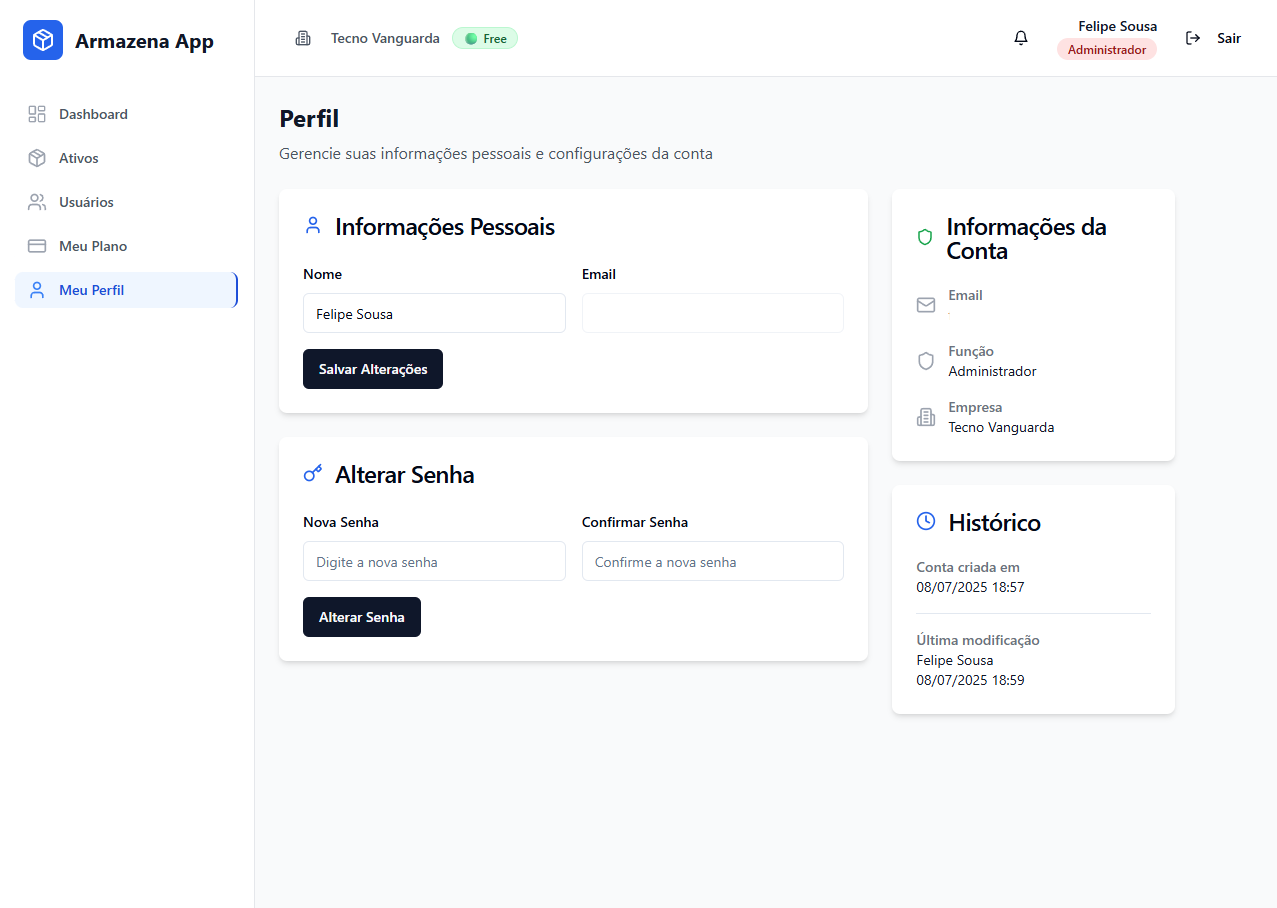 Armazena App
Tecno Vanguarda
Free
Felipe Sousa
Administrador
Sair
Dashboard
Ativos
Usuários
Meu Plano
Meu Perfil
Perfil
Gerencie suas informações pessoais e configurações da conta
Informações Pessoais
Nome
Email
Felipe Sousa
Salvar Alterações
Alterar Senha
Nova Senha
Confirmar Senha
Digite a nova senha
Confirme a nova senha
Alterar Senha
Informações da
Conta
Email
Função
Administrador
Empresa
Tecno Vanguarda
Histórico
Conta criada em
08/07/2025 18:57
Última modificação
Felipe Sousa
08/07/2025 18:59